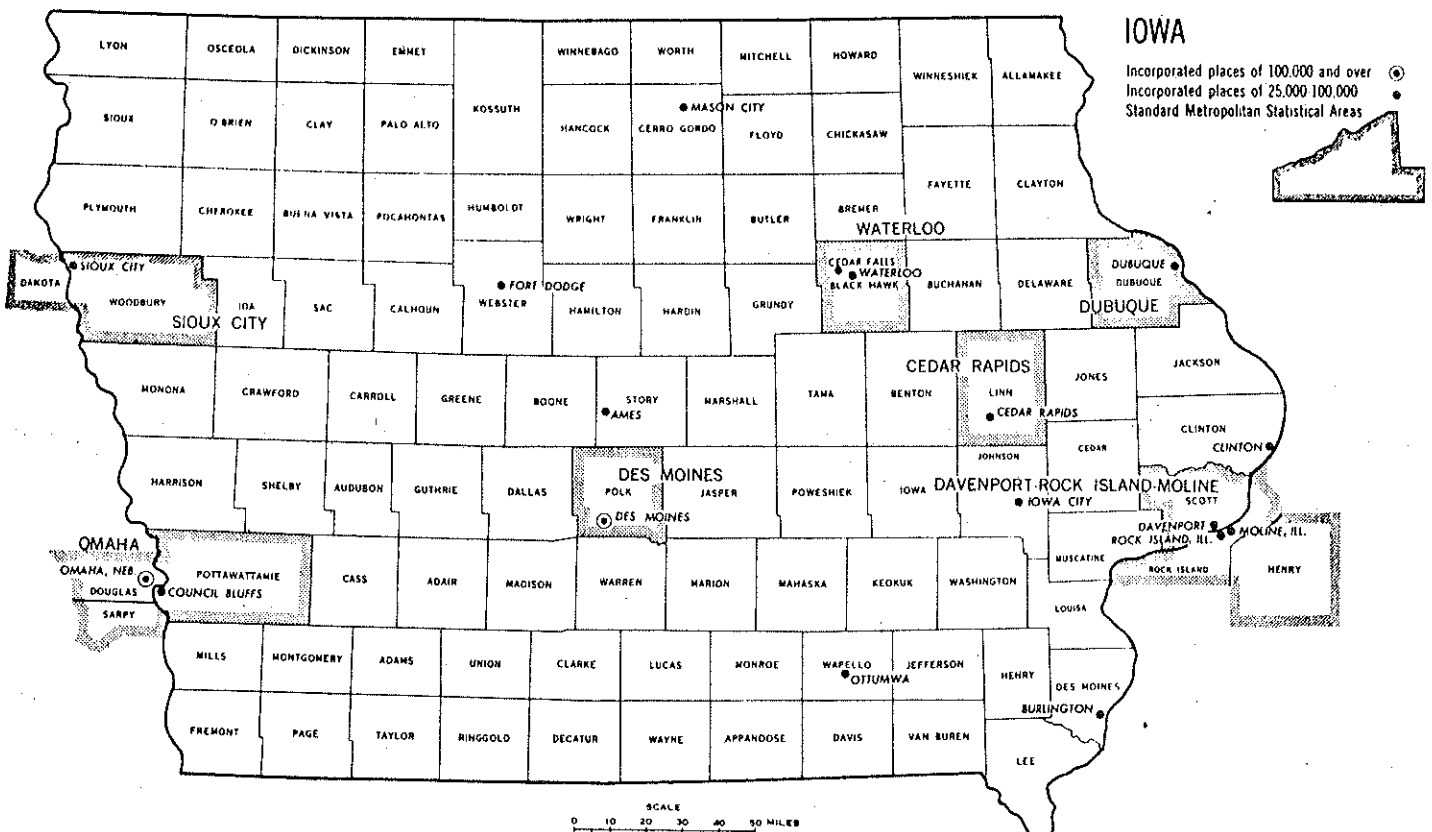 IOWA
Incorporated places of 100,000 and over
Incorporated places of 25,000-100,000
Standard Metropolitan Statistical Areas
LYON
OSCEOLA
DICKINSON
EMMET
KOSSUTH
WINNEBAGO
WORTH
MITCHELL
HOWARD
WINNESHIEK
ALLAMAKEE
SIOUX
O'BRIEN
CLAY
PALO ALTO
HANCOCK
MASON CITY
CERRO GORDO
FLOYD
CHICKASAW
PLYMOUTH
CHEROKEE
BUENA VISTA
POCAHONTAS
HUMBOLDT
WRIGHT
FRANKLIN
BUTLER
BREMER
FAYETTE
CLAYTON
WATERLOO
DAKOTA
SIOUX CITY
WOODBURY
IDA
SIOUX CITY
SAC
CALHOUN
FORT DODGE
WEBSTER
HAMILTON
HARDIN
GRUNDY
CEDAR FALLS
WATERLOO
BLACK HAWK
BUCHANAN
DELAWARE
DUBUQUE
DUBUQUE
DUBUQUE
MONONA
CRAWFORD
CARROLL
GREENE
BOONE
STORY
AMES
MARSHALL
TAMA
BENTON
CEDAR RAPIDS
LINN
CEDAR RAPIDS
JONES
JACKSON
CLINTON
CLINTON
HARRISON
SHELBY
AUDUBON
GUTHRIE
DALLAS
DES MOINES
POLK
DES MOINES
JASPER
POWESHIEK
IOWA
JOHNSON
IOWA CITY
CEDAR
DAVENPORT-ROCK ISLAND-MOLINE
SCOTT
DAVENPORT
ROCK ISLAND, ILL.
MOLINE, ILL.
MUSCATINE
ROCK ISLAND
HENRY
OMAHA
OMAHA, NEB.
DOUGLAS
SARPY
POTTAWATTAMIE
COUNCIL BLUFFS
CASS
ADAIR
MADISON
WARREN
MARION
MAHASKA
KEOKUK
WASHINGTON
LOUISA
MILLS
MONTGOMERY
ADAMS
UNION
CLARKE
LUCAS
MONROE
WAPELLO
OTTUMWA
JEFFERSON
HENRY
DES MOINES
BURLINGTON
FREMONT
PAGE
TAYLOR
RINGGOLD
DECATUR
WAYNE
APPANOOSE
DAVIS
VAN BUREN
LEE
SCALE
0 10 20 30 40 50 MILES